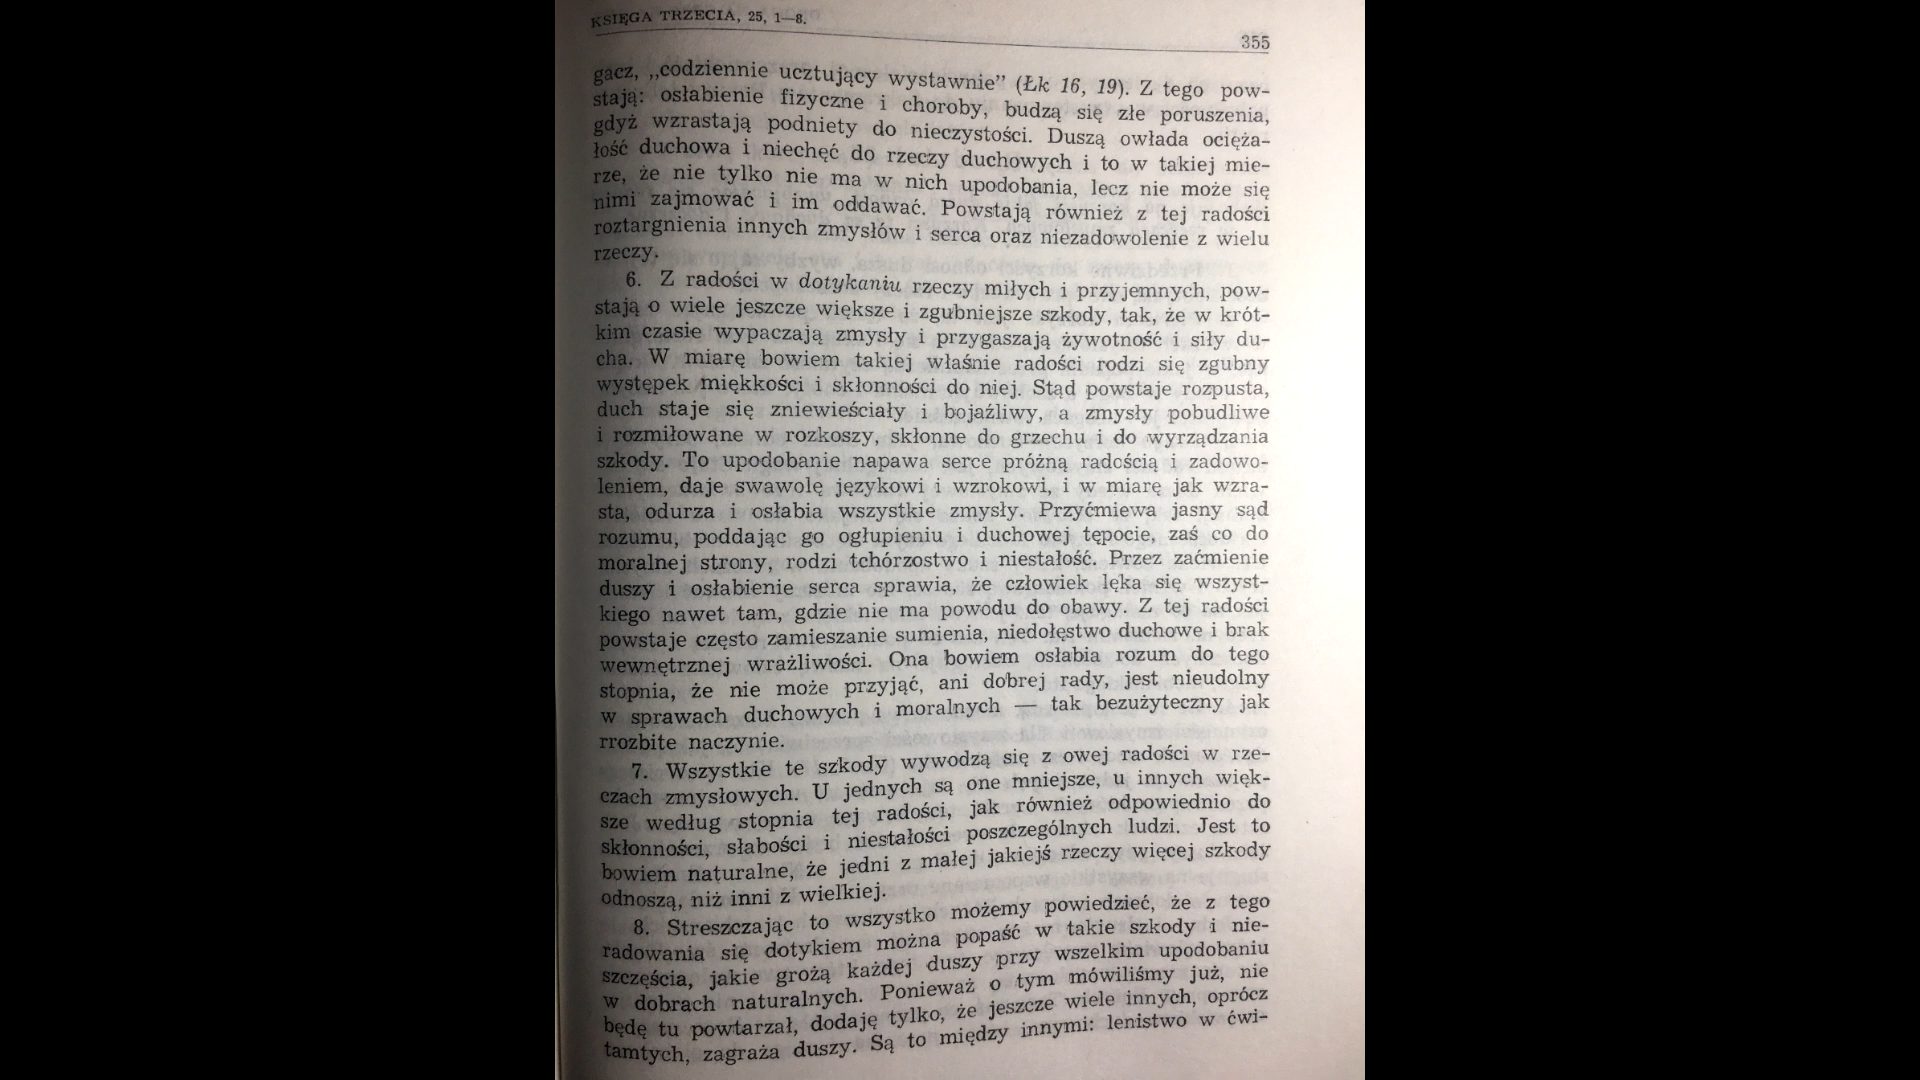 KSIĘGA TRZECIA, 25, 1—8.
355
gacz, „codziennie ucztujący wystawnie” (Łk 16, 19). Z tego pow-
stają: osłabienie fizyczne i choroby, budzą się złe poruszenia,
gdyż wzrastają podniety do nieczystości. Duszą owłada ocięża-
łość duchowa i niechęć do rzeczy duchowych i to w takiej mie-
rze, że nie tylko nie ma w nich upodobania, lecz nie może się
nimi zajmować i im oddawać. Powstają również z tej radości
roztargnienia innych zmysłów i serca oraz niezadowolenie z wielu
rzeczy.
6. Z radości w dotykaniu rzeczy miłych i przyjemnych, pow-
stają o wiele jeszcze większe i zgubniejsze szkody, tak, że w krót-
kim czasie wypaczają zmysły i przygaszają żywotność i siły du-
cha. W miarę bowiem takiej właśnie radości rodzi się zgubny
występek miękkości i skłonności do niej. Stąd powstaje rozpusta,
duch staje się zniewieściały i bojaźliwy, a zmysły pobudliwe
i rozmiłowane w rozkoszy, skłonne do grzechu i do wyrządzania
szkody. To upodobanie napawa serce próżną radością i zadowo-
leniem, daje swawolę językowi i wzrokowi, i w miarę jak wzra-
sta, odurza i osłabia wszystkie zmysły. Przyćmiewa jasny sąd
rozumu, poddając go ogłupieniu i duchowej tępocie, zaś co do
moralnej strony, rodzi tchórzostwo i niestałość. Przez zaćmienie
duszy i osłabienie serca sprawia, że człowiek lęka się wszyst-
kiego nawet tam, gdzie nie ma powodu do obawy. Z tej radości
powstaje często zamieszanie sumienia, niedołęstwo duchowe i brak
wewnętrznej wrażliwości. Ona bowiem osłabia rozum do tego
stopnia, że nie może przyjąć, ani dobrej rady, jest nieudolny
w sprawach duchowych i moralnych — tak bezużyteczny jak
rrozbite naczynie.
7. Wszystkie te szkody wywodzą się z owej radości w rze-
czach zmysłowych. U jednych są one mniejsze, u innych więk-
sze według stopnia tej radości, jak również odpowiednio do
skłonności, słabości i niestałości poszczególnych ludzi. Jest to
bowiem naturalne, że jedni z małej jakiejś rzeczy więcej szkody
odnoszą, niż inni z wielkiej.
8. Streszczając to wszystko możemy powiedzieć, że z tego
radowania się dotykiem można popaść w takie szkody i nie-
szczęścia, jakie grożą każdej duszy przy wszelkim upodobaniu
w dobrach naturalnych. Ponieważ o tym mówiliśmy już, nie
będę tu powtarzał, dodaję tylko, że jeszcze wiele innych, oprócz
tamtych, zagraża duszy. Są to między innymi: lenistwo w ćwi-